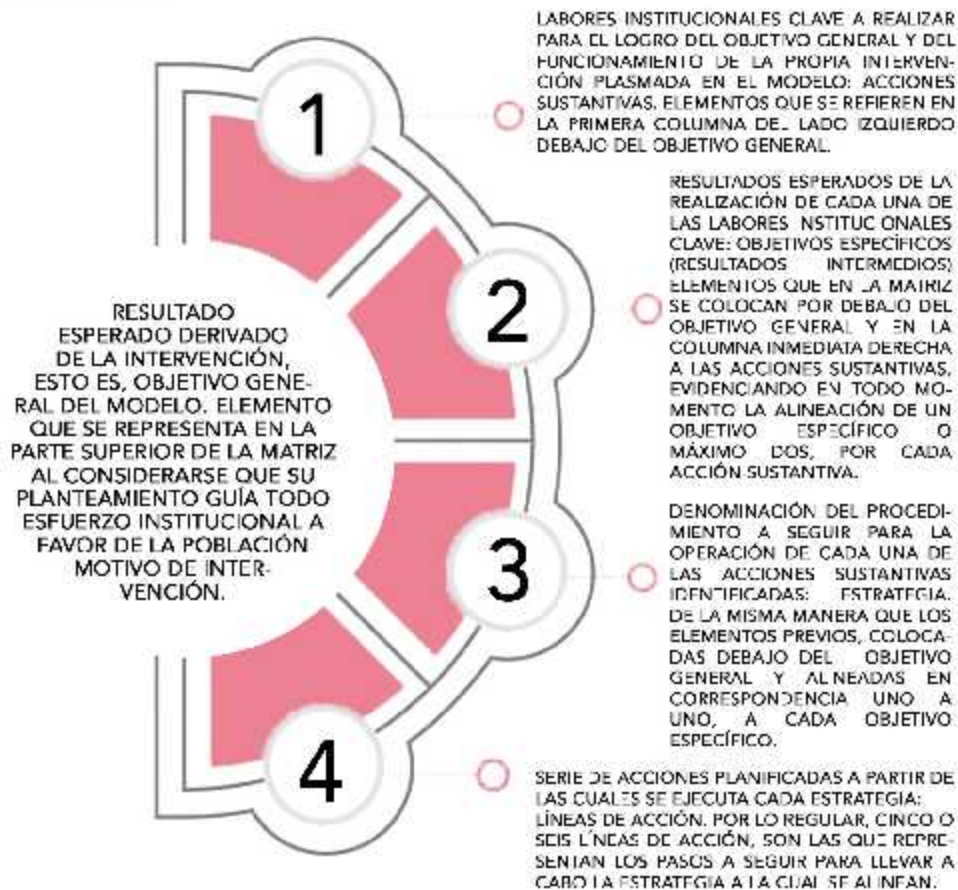 RESULTADO
ESPERADO DERIVADO
DE LA INTERVENCIÓN,
ESTO ES, OBJETIVO GENE-
RAL DEL MODELO. ELEMENTO
QUE SE REPRESENTA EN LA
PARTE SUPERIOR DE LA MATRIZ
AL CONSIDERARSE QUE SU
PLANTEAMIENTO GUÍA TODO
ESFUERZO INSTITUCIONAL A
FAVOR DE LA POBLACIÓN
MOTIVO DE INTER-
VENCIÓN.
1
LABORES INSTITUCIONALES CLAVE A REALIZAR
PARA EL LOGRO DEL OBJETIVO GENERAL Y DEL
FUNCIONAMIENTO DE LA PROPIA INTERVEN-
CIÓN PLASMADA EN EL MODELO: ACCIONES
SUSTANTIVAS. ELEMENTOS QUE SE REFIEREN EN
LA PRIMERA COLUMNA DEL LADO IZQUIERDO
DEBAJO DEL OBJETIVO GENERAL.
2
RESULTADOS ESPERADOS DE LA
REALIZACIÓN DE CADA UNA DE
LAS LABORES INSTITUCIONALES
CLAVE: OBJETIVOS ESPECÍFICOS
(RESULTADOS INTERMEDIOS)
ELEMENTOS QUE EN LA MATRIZ
SE COLOCAN POR DEBAJO DEL
OBJETIVO GENERAL Y EN LA
COLUMNA INMEDIATA DERECHA
A LAS ACCIONES SUSTANTIVAS,
EVIDENCIANDO EN TODO MO-
MENTO LA ALINEACIÓN DE UN
OBJETIVO ESPECÍFICO O
MÁXIMO DOS, POR CADA
ACCIÓN SUSTANTIVA.
3
DENOMINACIÓN DEL PROCEDI-
MIENTO A SEGUIR PARA LA
OPERACIÓN DE CADA UNA DE
LAS ACCIONES SUSTANTIVAS
IDENTIFICADAS: ESTRATEGIA.
DE LA MISMA MANERA QUE LOS
ELEMENTOS PREVIOS, COLOCA-
DAS DEBAJO DEL OBJETIVO
GENERAL Y ALINEADAS EN
CORRESPONDENCIA UNO A
UNO, A CADA OBJETIVO
ESPECÍFICO.
4
SERIE DE ACCIONES PLANIFICADAS A PARTIR DE
LAS CUALES SE EJECUTA CADA ESTRATEGIA:
LÍNEAS DE ACCIÓN. POR LO REGULAR, CINCO O
SEIS LÍNEAS DE ACCIÓN, SON LAS QUE REPRE-
SENTAN LOS PASOS A SEGUIR PARA LLEVAR A
CABO LA ESTRATEGIA A LA CUAL SE ALINEAN.